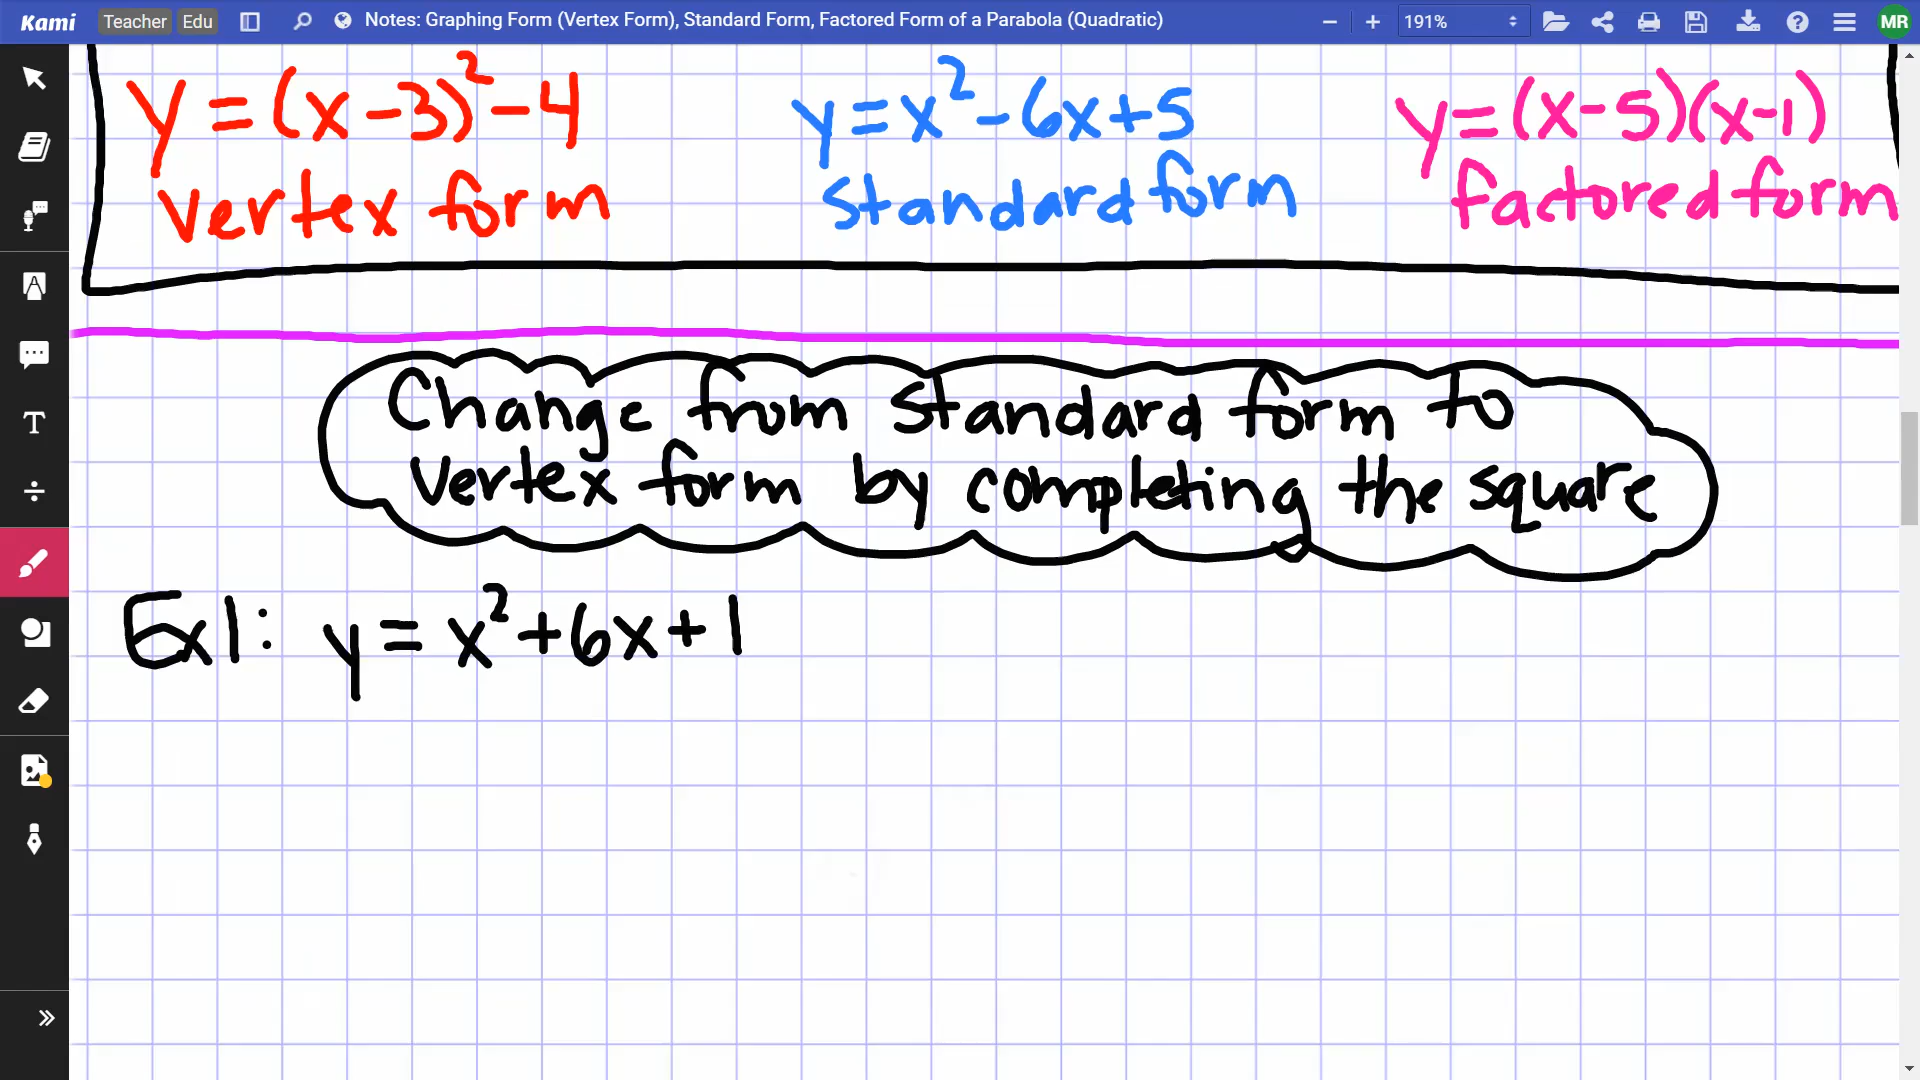 Kami Teacher Edu Notes: Graphing Form (Vertex Form), Standard Form, Factored Form of a Parabola (Quadratic) 191% MR
y = (x-3)²-4 y=x²-6x+5 y=(x-5)(x-1)
vertex form standard form factored form
Change from standard form to
vertex form by completing the square
Ex1: y = x²+6x+1